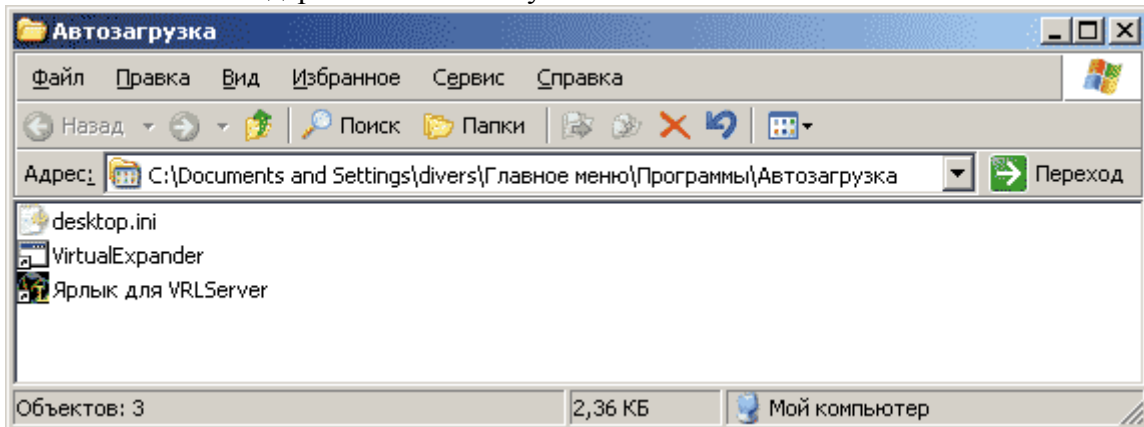 Автозагрузка
Файл Правка Вид Избранное Сервис Справка
Назад Поиск Папки
Адрес: C:\Documents and Settings\divers\Главное меню\Программы\Автозагрузка Переход
desktop.ini
VirtualExpander
Ярлык для VRLServer
Объектов: 3 2,36 КБ Мой компьютер